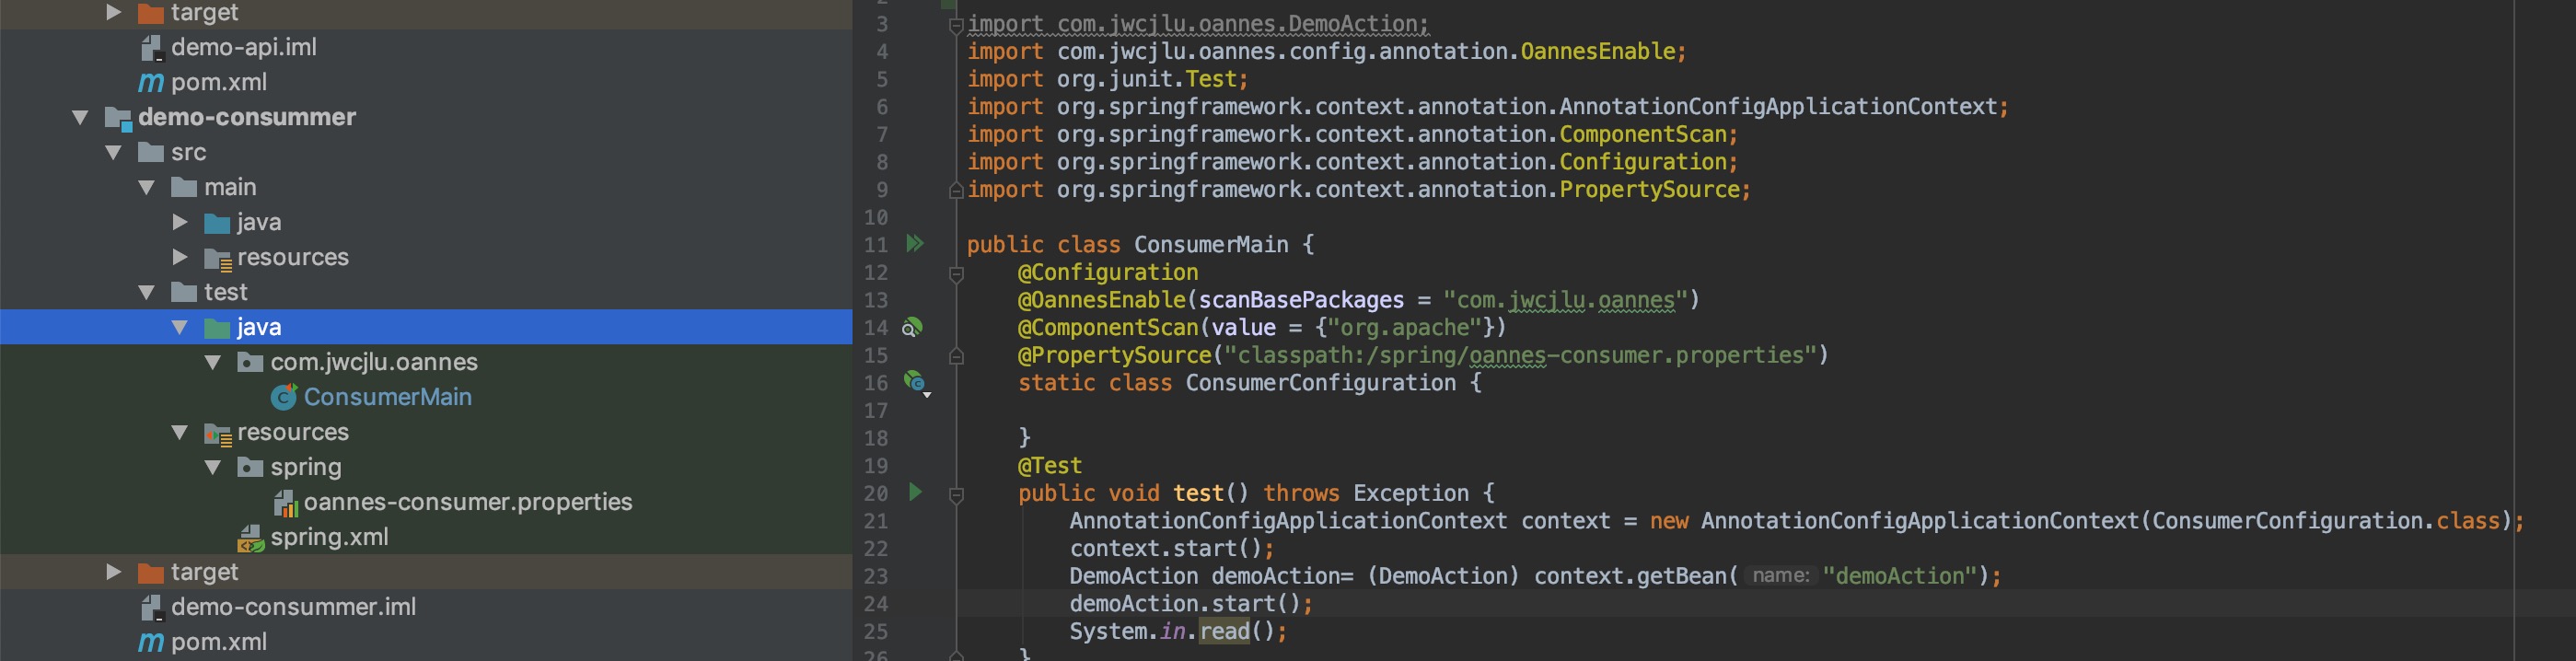 target
demo-api.iml
pom.xml
demo-consummer
src
main
java
resources
test
java
com.jwcjlu.oannes
ConsumerMain
resources
spring
oannes-consumer.properties
spring.xml
target
demo-consummer.iml
pom.xml
2
3 import com.jwcjlu.oannes.DemoAction;
4 import com.jwcjlu.oannes.config.annotation.OannesEnable;
5 import org.junit.Test;
6 import org.springframework.context.annotation.AnnotationConfigApplicationContext;
7 import org.springframework.context.annotation.ComponentScan;
8 import org.springframework.context.annotation.Configuration;
9 import org.springframework.context.annotation.PropertySource;
10
11 public class ConsumerMain {
12 @Configuration
13 @OannesEnable(scanBasePackages = "com.jwcjlu.oannes")
14 @ComponentScan(value = {"org.apache"})
15 @PropertySource("classpath:/spring/oannes-consumer.properties")
16 static class ConsumerConfiguration {
17
18 }
19 @Test
20 public void test() throws Exception {
21 AnnotationConfigApplicationContext context = new AnnotationConfigApplicationContext(ConsumerConfiguration.class);
22 context.start();
23 DemoAction demoAction= (DemoAction) context.getBean( name: "demoAction");
24 demoAction.start();
25 System.in.read();
26 }